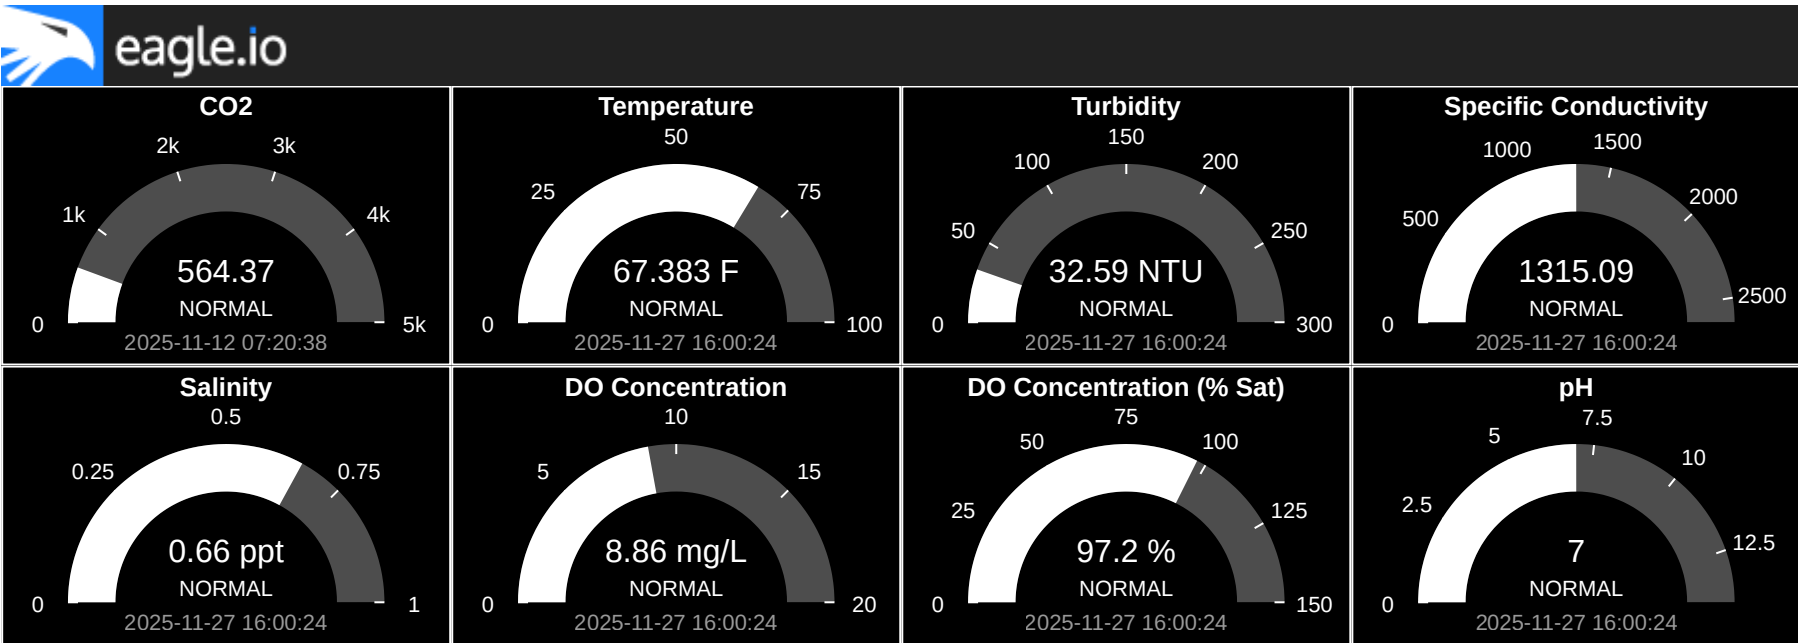 eagle.io
CO2
0
1k
2k
3k
4k
5k
564.37
NORMAL
2025-11-12 07:20:38
Temperature
0
25
50
75
100
67.383 F
NORMAL
2025-11-27 16:00:24
Turbidity
0
50
100
150
200
250
300
32.59 NTU
NORMAL
2025-11-27 16:00:24
Specific Conductivity
0
500
1000
1500
2000
2500
1315.09
NORMAL
2025-11-27 16:00:24
Salinity
0
0.25
0.5
0.75
1
0.66 ppt
NORMAL
2025-11-27 16:00:24
DO Concentration
0
5
10
15
20
8.86 mg/L
NORMAL
2025-11-27 16:00:24
DO Concentration (% Sat)
0
25
50
75
100
125
150
97.2 %
NORMAL
2025-11-27 16:00:24
pH
0
2.5
5
7.5
10
12.5
7
NORMAL
2025-11-27 16:00:24